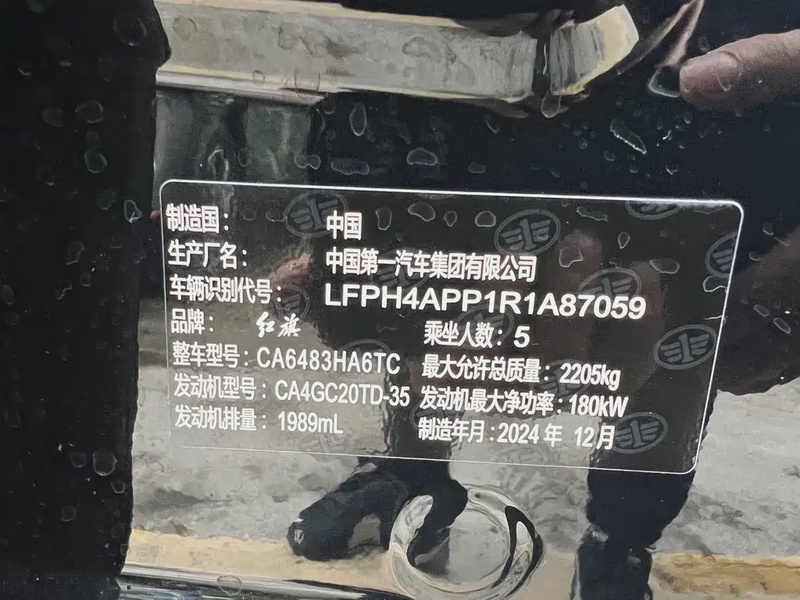 制造国： 中国
生产厂名： 中国第一汽车集团有限公司
车辆识别代号： LFPH4APP1R1A87059
品牌： 红旗 乘坐人数：5
整车型号：CA6483HA6TC 最大允许总质量：2205kg
发动机型号：CA4GC20TD-35 发动机最大净功率：180kW
发动机排量：1989mL 制造年月：2024年 12月